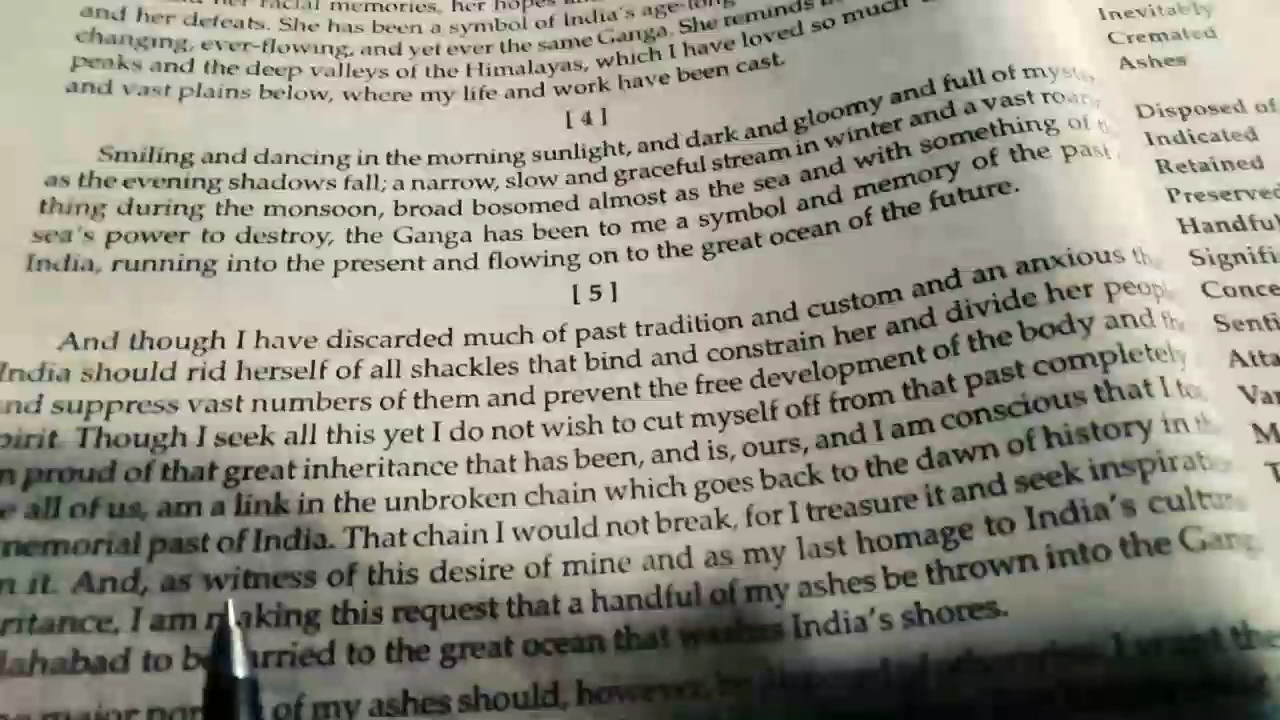 racial memories, her hopes
and her defeats. She has been a symbol of India's age-long
changing, ever-flowing, and yet ever the same Ganga. She reminds
peaks and the deep valleys of the Himalayas, which I have loved so much
and vast plains below, where my life and work have been cast.
[ 4 ]
Smiling and dancing in the morning sunlight, and dark and gloomy and full of
as the evening shadows fall; a narrow, slow and graceful stream in winter and a vast
thing during the monsoon, broad bosomed almost as the sea and with something of
sea's power to destroy, the Ganga has been to me a symbol and memory of the past
India, running into the present and flowing on to the great ocean of the future.
[ 5 ]
And though I have discarded much of past tradition and custom and an anxious
India should rid herself of all shackles that bind and constrain her and divide her
nd suppress vast numbers of them and prevent the free development of the body and
pirit. Though I seek all this yet I do not wish to cut myself off from that past completely
n proud of that great inheritance that has been, and is, ours, and I am conscious that I
e all of us, am a link in the unbroken chain which goes back to the dawn of history in
nemorial past of India. That chain I would not break, for I treasure it and seek
n it. And, as witness of this desire of mine and as my last homage to India's
ritance, I am making this request that a handful of my ashes be thrown into the
lahabad to be carried to the great ocean that washes India's shores.
major of my ashes should, however,
Inevitably
Cremated
Ashes
Disposed of
Indicated
Retained
Preserve
Handfu
Signifi
Conce
Senti
Atta
Var
M
T